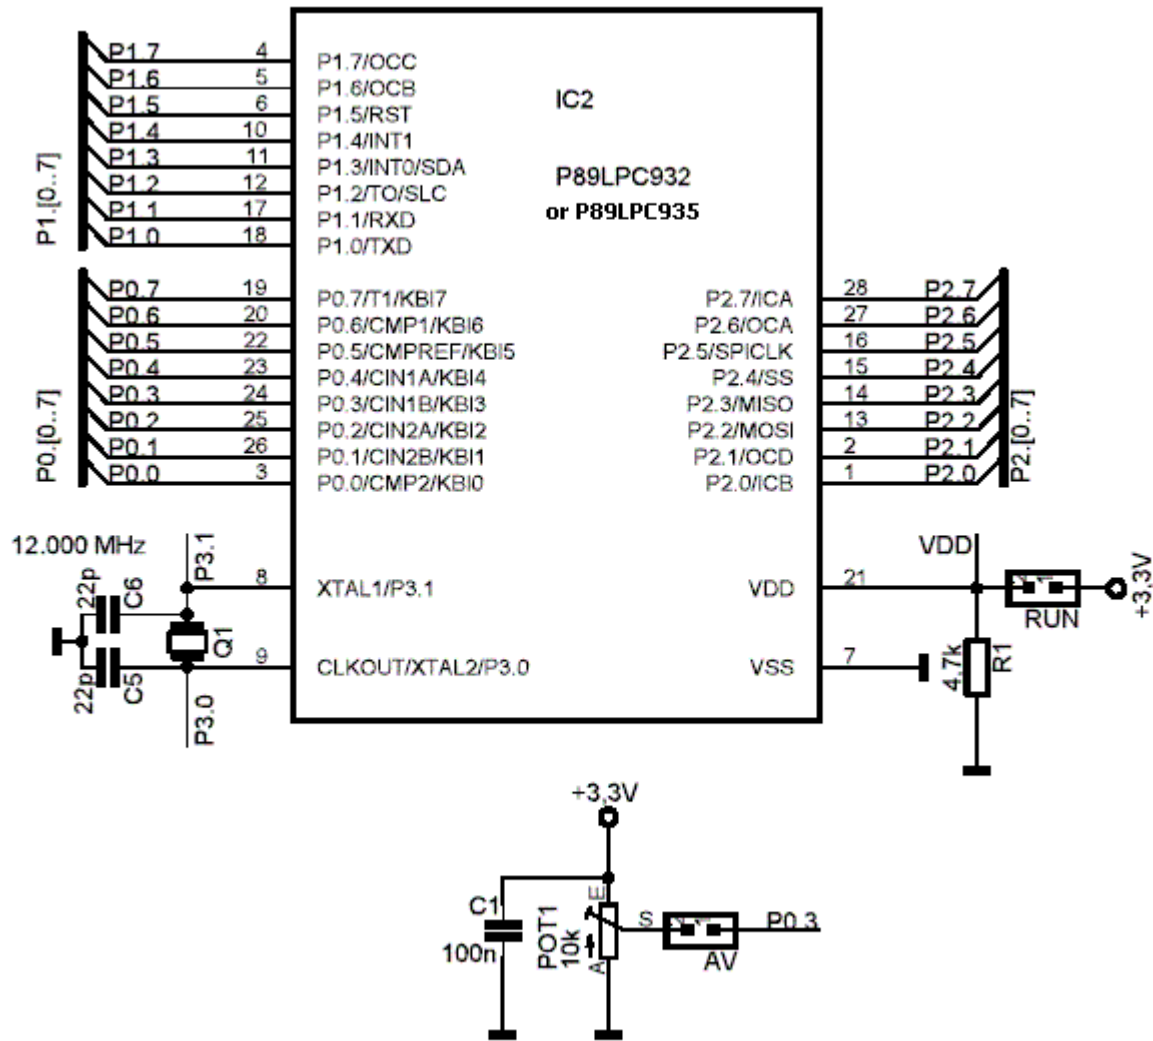 IC2
P89LPC932
or P89LPC935
P1.[0..7]
P1.7 4 P1.7/OCC
P1.6 5 P1.6/OCB
P1.5 6 P1.5/RST
P1.4 10 P1.4/INT1
P1.3 11 P1.3/INT0/SDA
P1.2 12 P1.2/TO/SLC
P1.1 17 P1.1/RXD
P1.0 18 P1.0/TXD
P0.[0..7]
P0.7 19 P0.7/T1/KBI7
P0.6 20 P0.6/CMP1/KBI6
P0.5 22 P0.5/CMPREF/KBI5
P0.4 23 P0.4/CIN1A/KBI4
P0.3 24 P0.3/CIN1B/KBI3
P0.2 25 P0.2/CIN2A/KBI2
P0.1 26 P0.1/CIN2B/KBI1
P0.0 3 P0.0/CMP2/KBI0
P2.7/ICA 28 P2.7
P2.6/OCA 27 P2.6
P2.5/SPICLK 16 P2.5
P2.4/SS 15 P2.4
P2.3/MISO 14 P2.3
P2.2/MOSI 13 P2.2
P2.1/OCD 2 P2.1
P2.0/ICB 1 P2.0
P2.[0..7]
12.000 MHz
P3.1
22p C6
8 XTAL1/P3.1
Q1
9 CLKOUT/XTAL2/P3.0
22p C5
P3.0
VDD
VDD 21
2 1
RUN
+3,3V
VSS 7
4,7k R1
+3,3V
C1
100n
POT1
10k
E
A
S
2 1
AV
P0.3